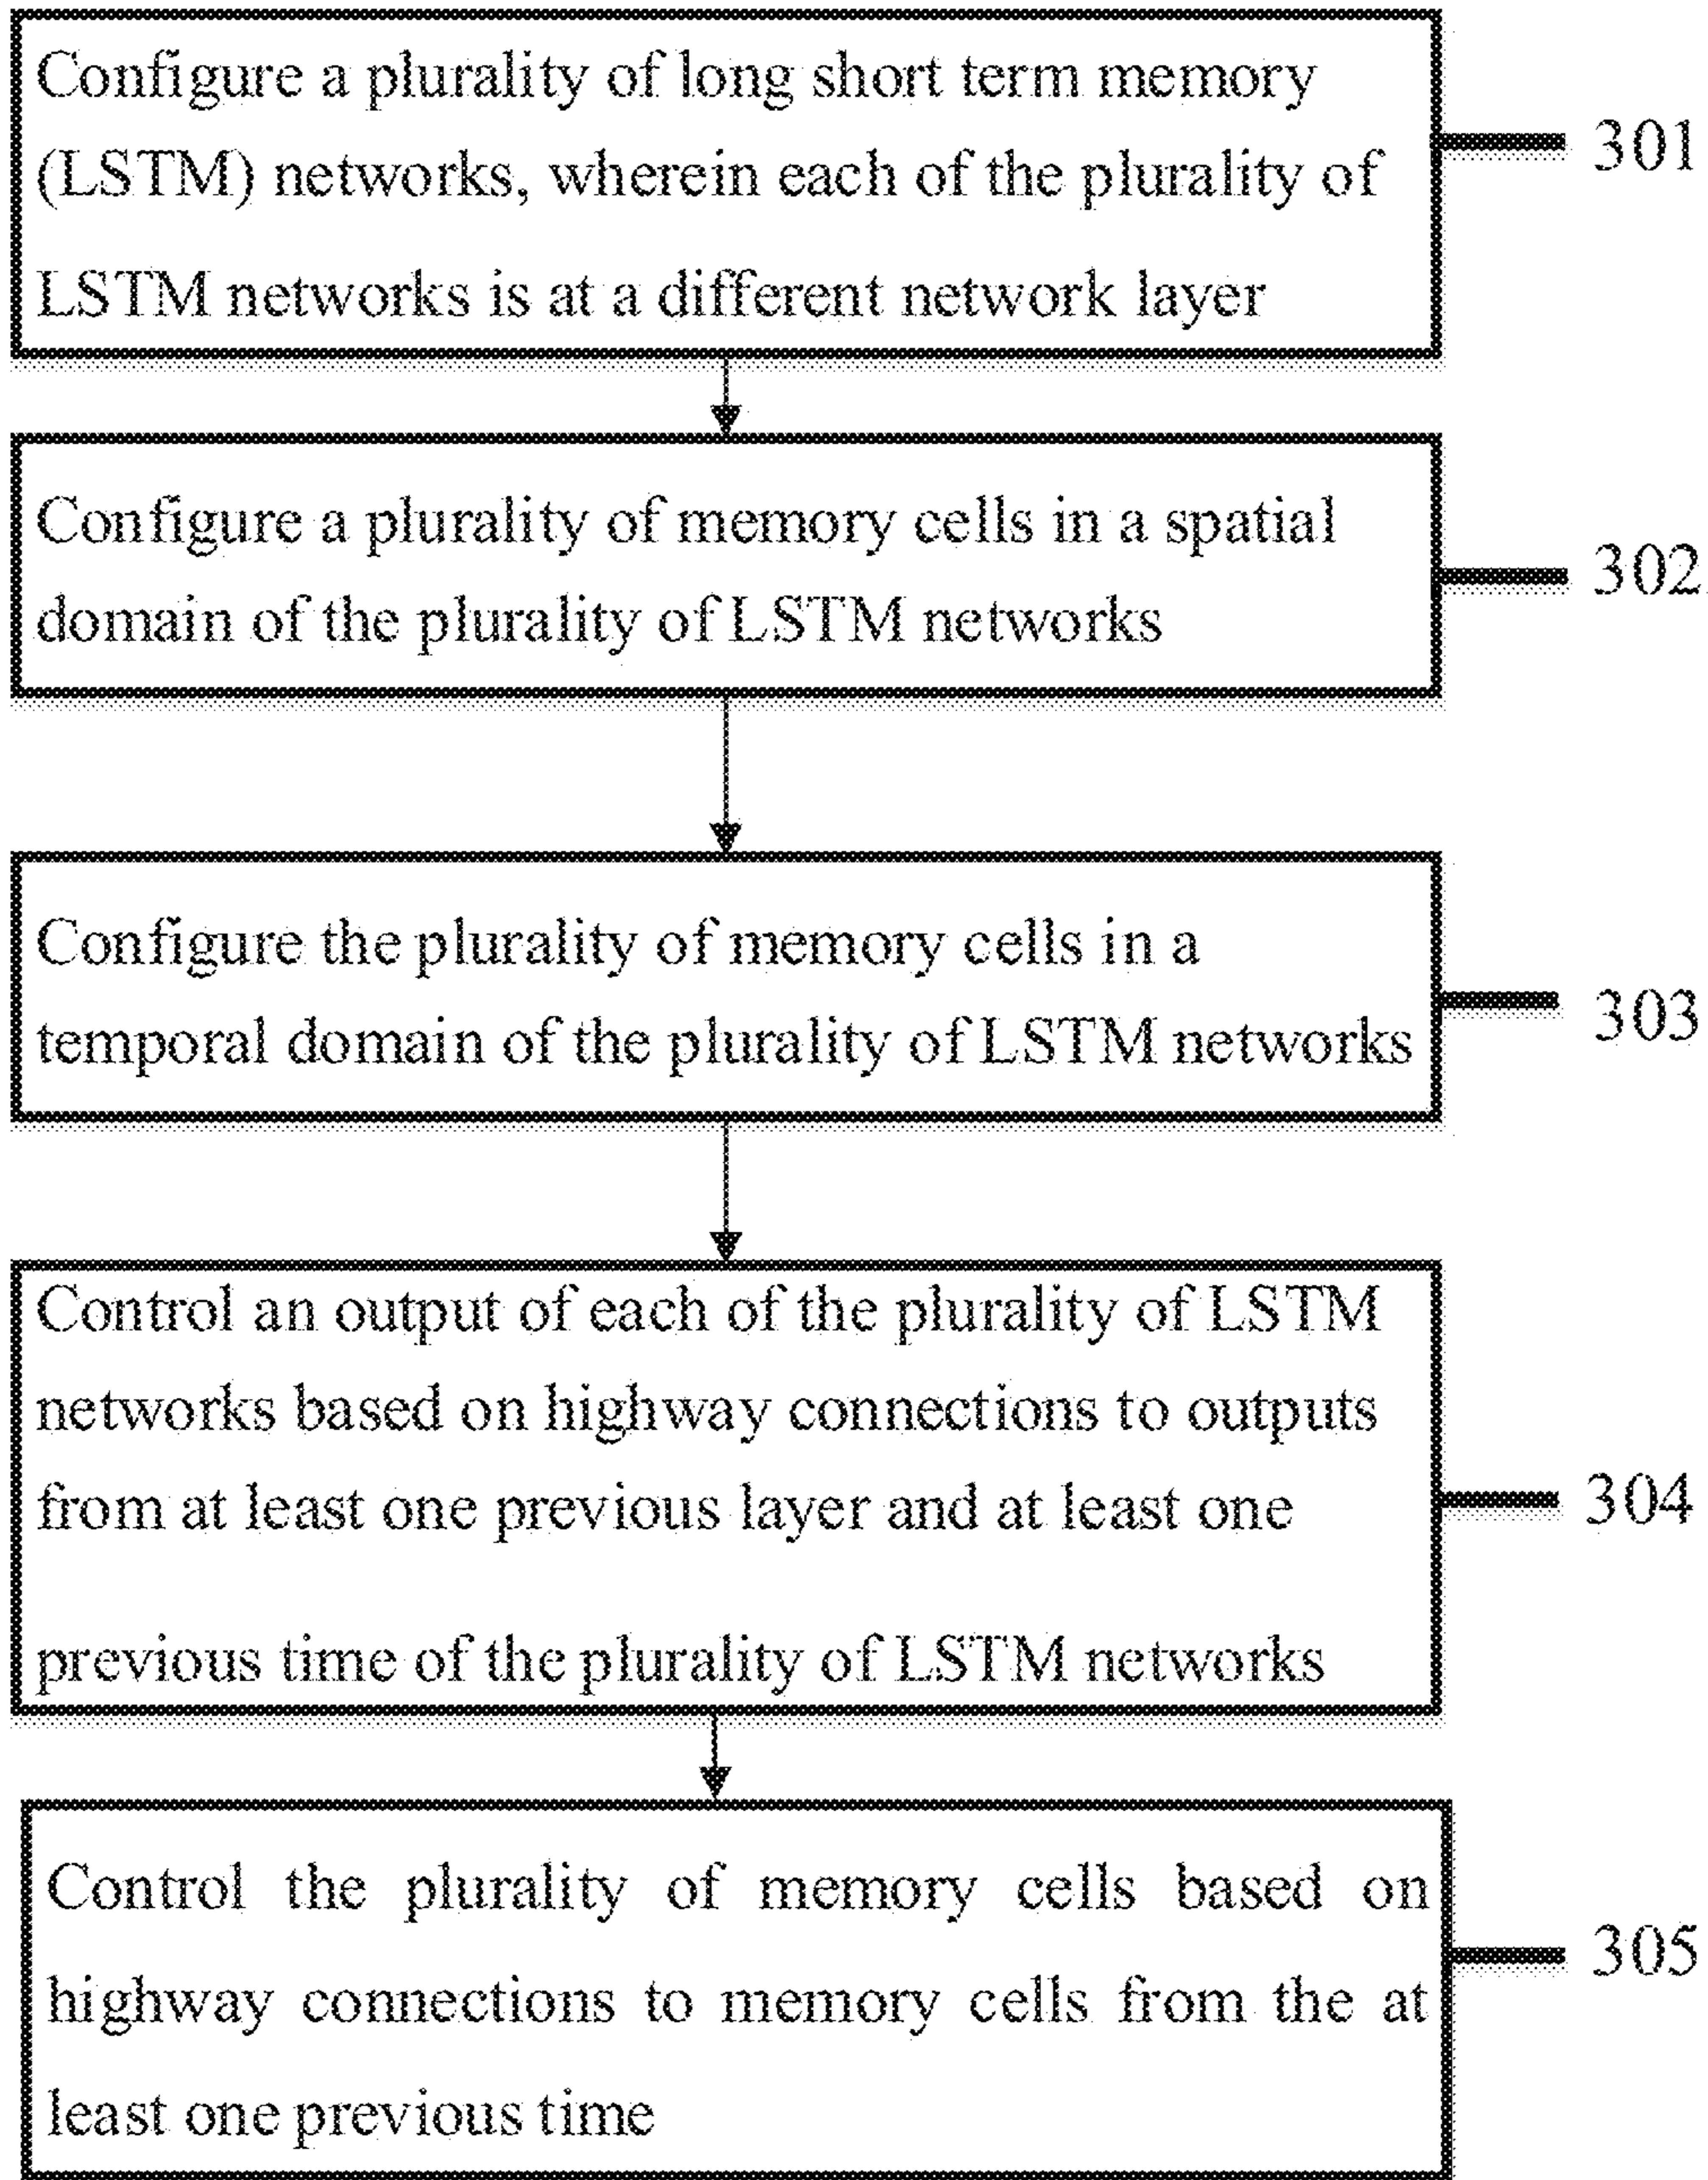 Configure a plurality of long short term memory
(LSTM) networks, wherein each of the plurality of
LSTM networks is at a different network layer
301
Configure a plurality of memory cells in a spatial
domain of the plurality of LSTM networks
302
Configure the plurality of memory cells in a
temporal domain of the plurality of LSTM networks
303
Control an output of each of the plurality of LSTM
networks based on highway connections to outputs
from at least one previous layer and at least one
previous time of the plurality of LSTM networks
304
Control the plurality of memory cells based on
highway connections to memory cells from the at
least one previous time
305